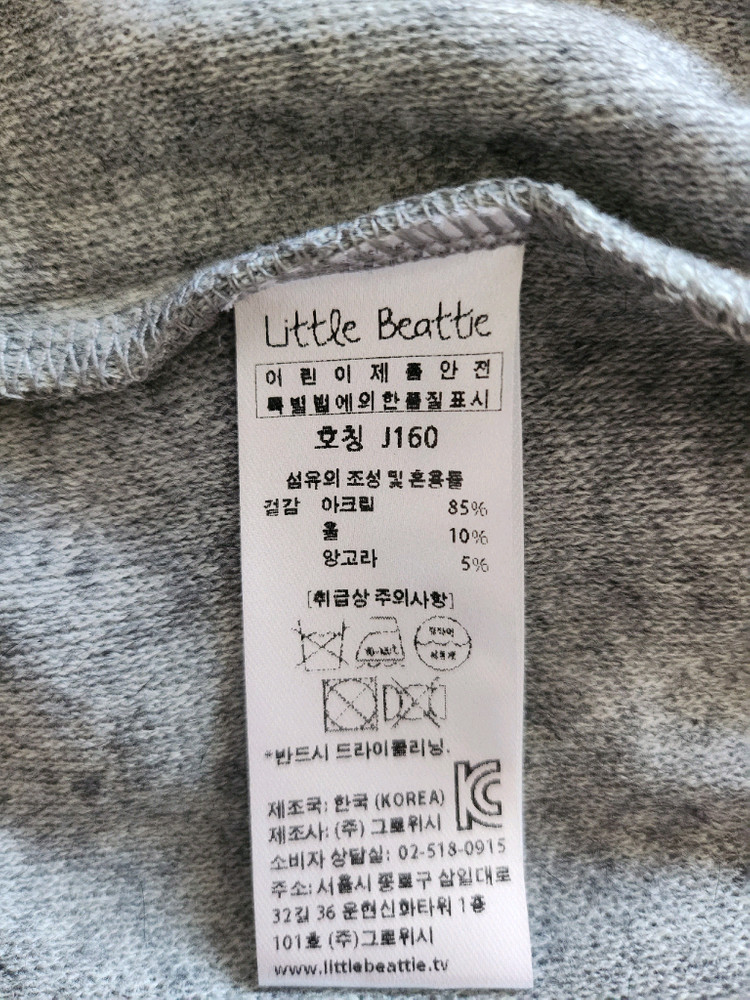 Little Beattie
어린이제품안전
특별법에의한품질표시
호칭 J160
섬유의 조성 및 혼용률
겉감 아크릴 85%
울 10%
앙고라 5%
[취급상 주의사항]
*반드시 드라이클리닝.
KC
제조국: 한국 (KOREA)
제조사: (주) 그로위시
소비자 상담실: 02-518-0915
주소: 서울시 종로구 삼일대로
32길 36 운현신화타워 1층
101호 (주)그로위시
www.littlebeattie.tv